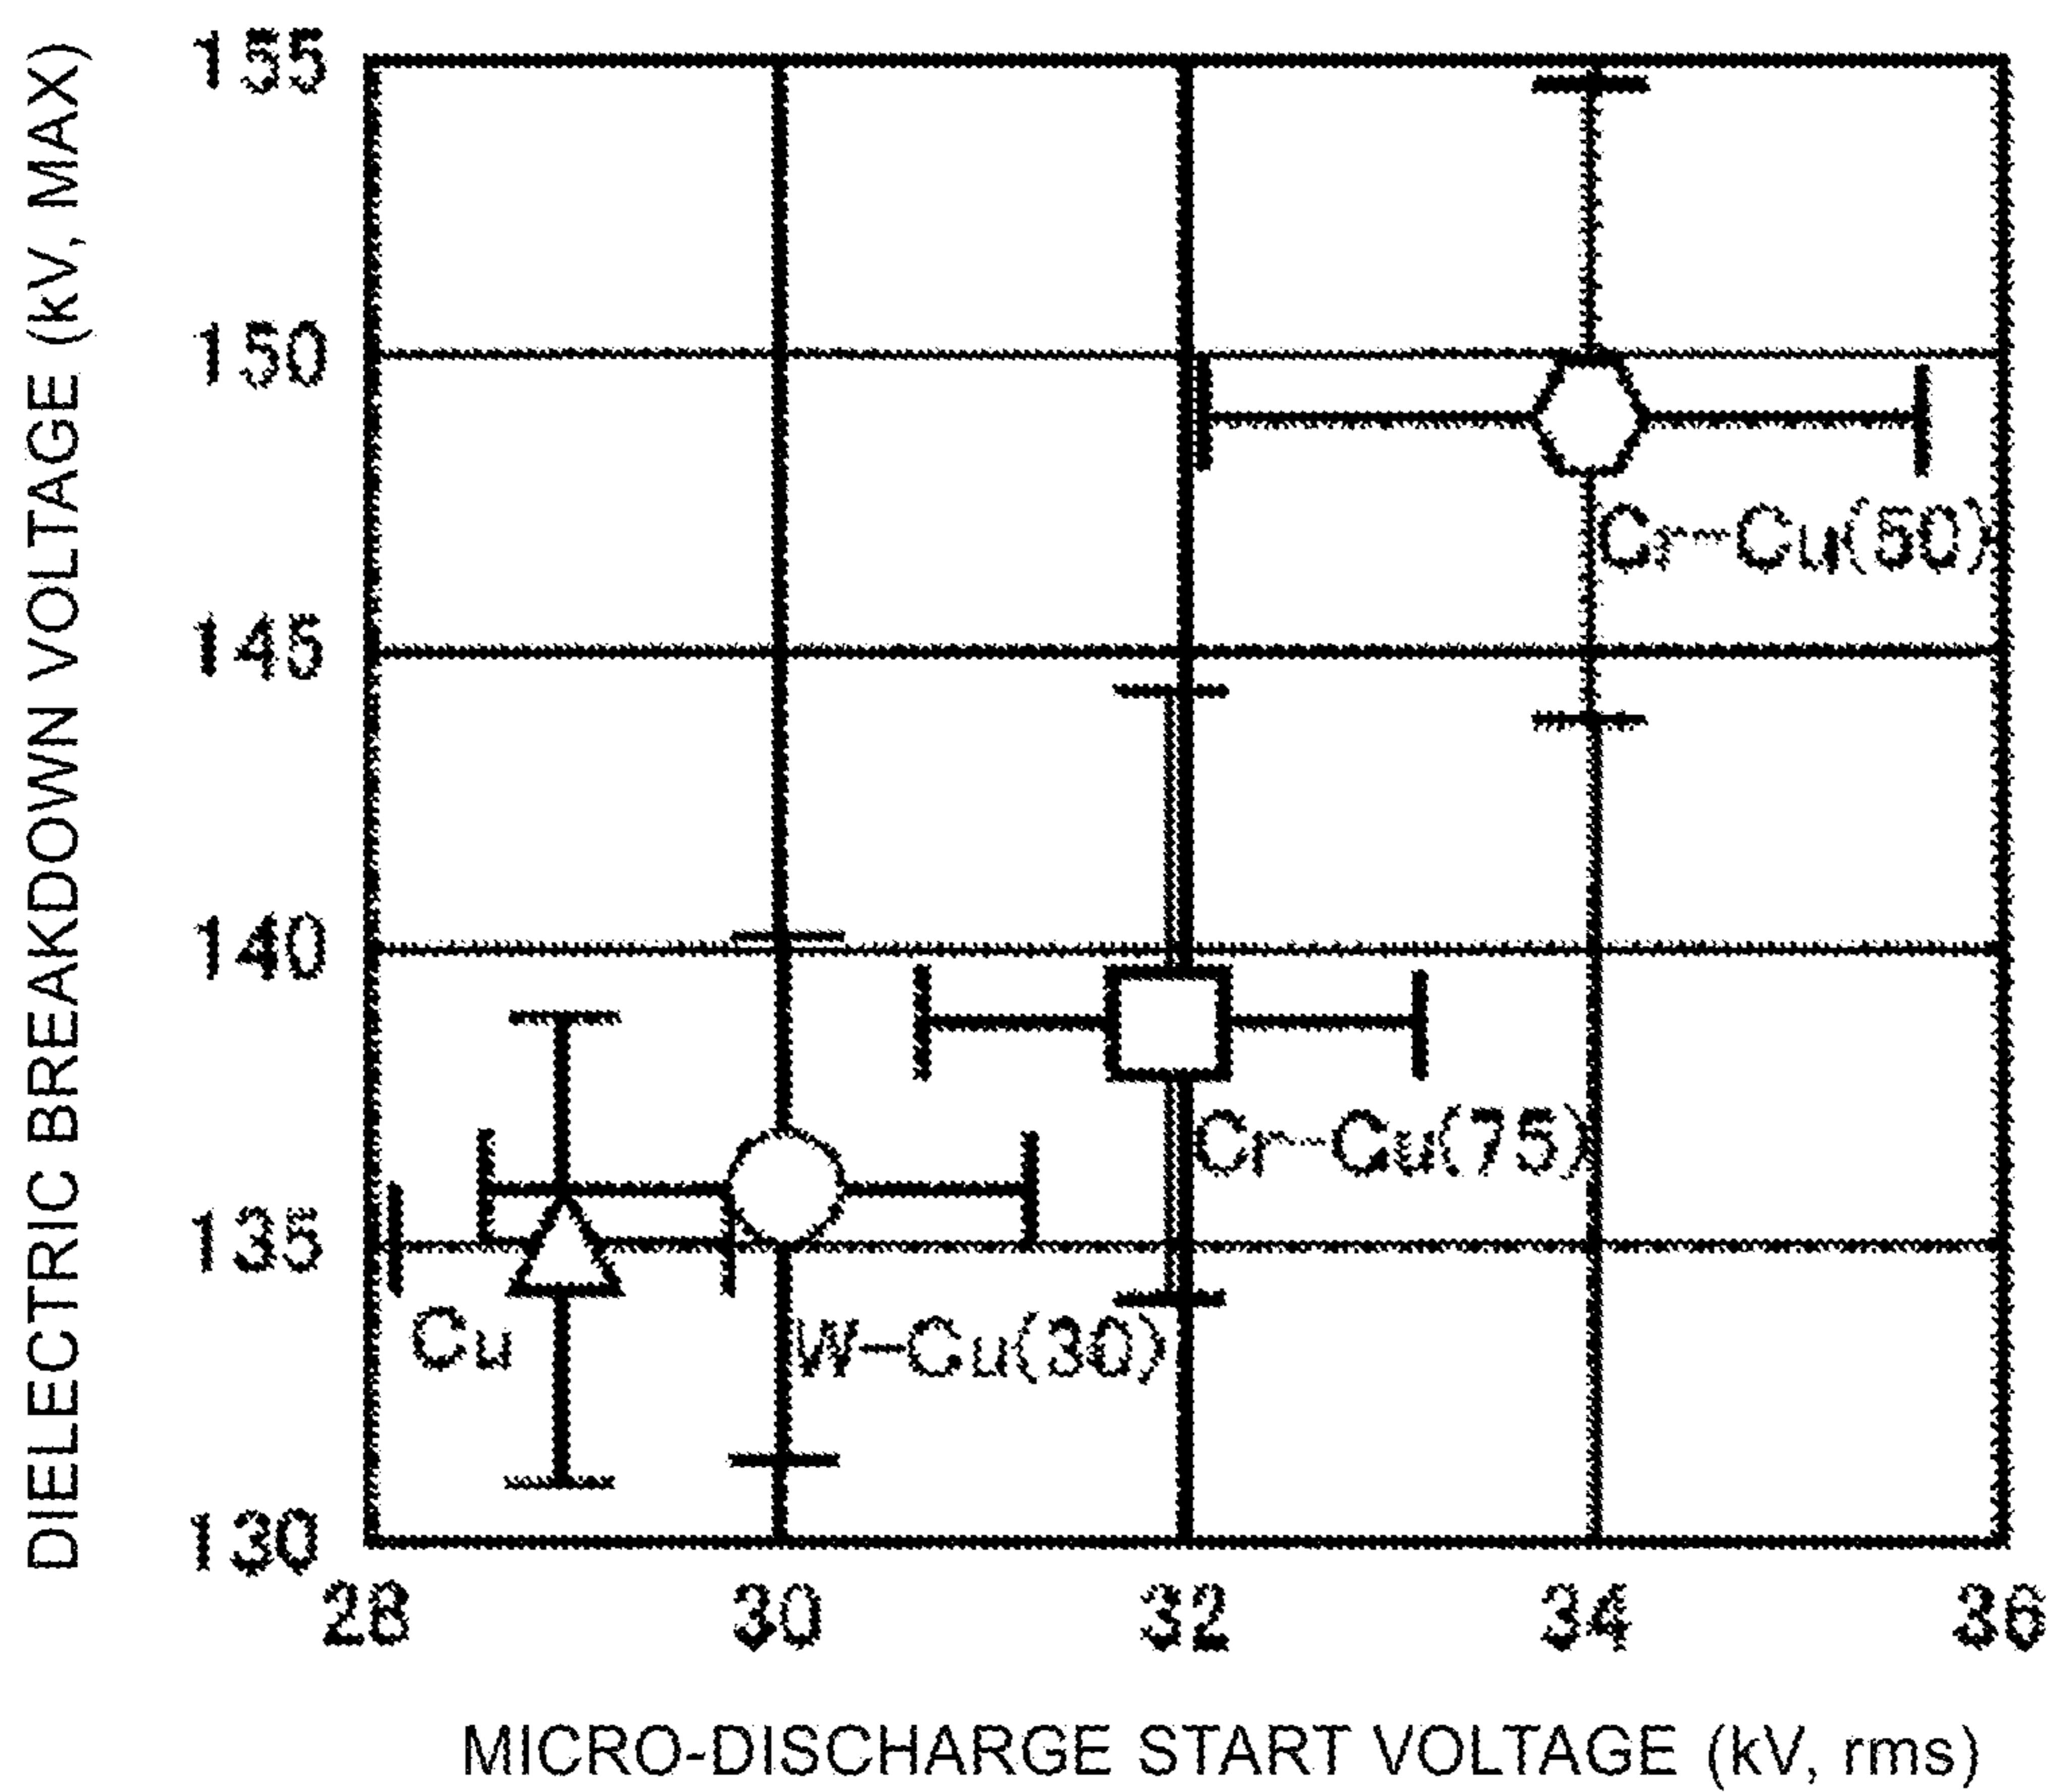 DIELECTRIC BREAKDOWN VOLTAGE (kV, MAX)
155
150
145
140
135
130
Cr-Cu(50)
Cr-Cu(75)
Cu
W-Cu(30)
28 30 32 34 36
MICRO-DISCHARGE START VOLTAGE (kV, rms)